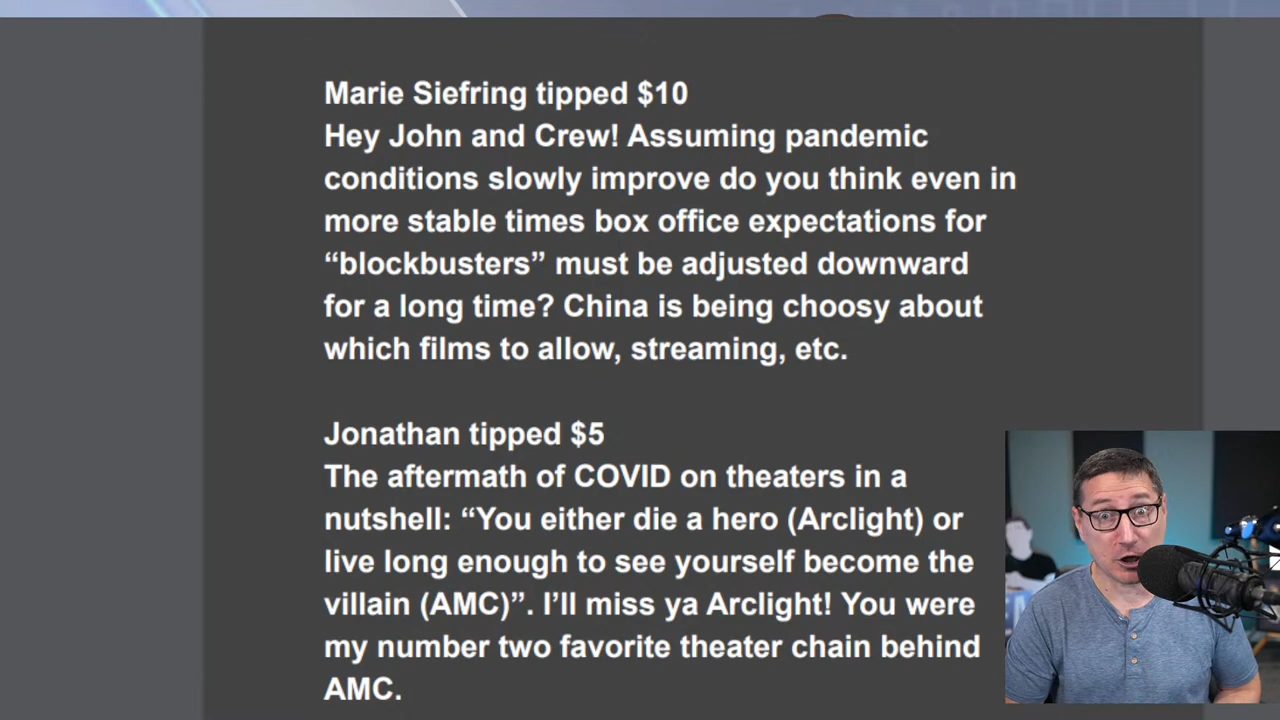 Marie Siefring tipped $10
Hey John and Crew! Assuming pandemic
conditions slowly improve do you think even in
more stable times box office expectations for
“blockbusters” must be adjusted downward
for a long time? China is being choosy about
which films to allow, streaming, etc.
Jonathan tipped $5
The aftermath of COVID on theaters in a
nutshell: “You either die a hero (Arclight) or
live long enough to see yourself become the
villain (AMC)”. I’ll miss ya Arclight! You were
my number two favorite theater chain behind
AMC.